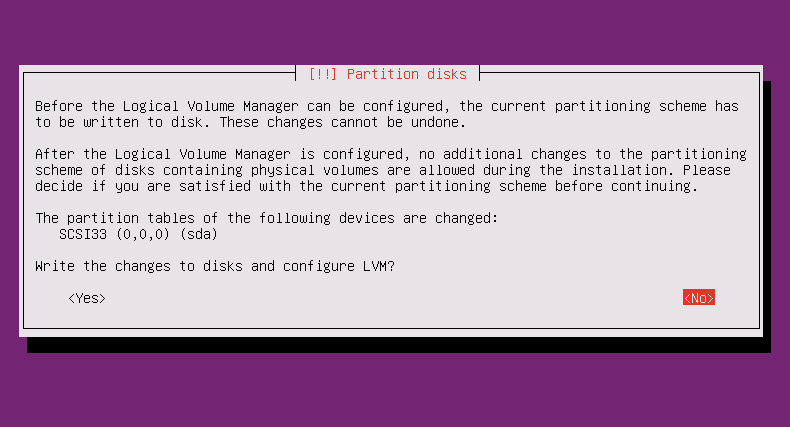 [!!] Partition disks
Before the Logical Volume Manager can be configured, the current partitioning scheme has
to be written to disk. These changes cannot be undone.
After the Logical Volume Manager is configured, no additional changes to the partitioning
scheme of disks containing physical volumes are allowed during the installation. Please
decide if you are satisfied with the current partitioning scheme before continuing.
The partition tables of the following devices are changed:
SCSI33 (0,0,0) (sda)
Write the changes to disks and configure LVM?
<Yes> <No>